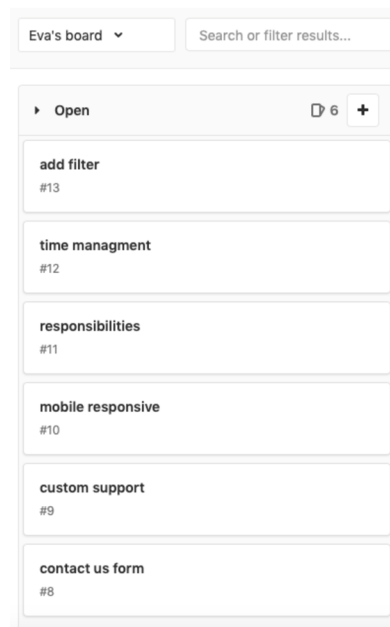 Eva's board
Search or filter results...
Open 6 +
add filter
#13
time managment
#12
responsibilities
#11
mobile responsive
#10
custom support
#9
contact us form
#8